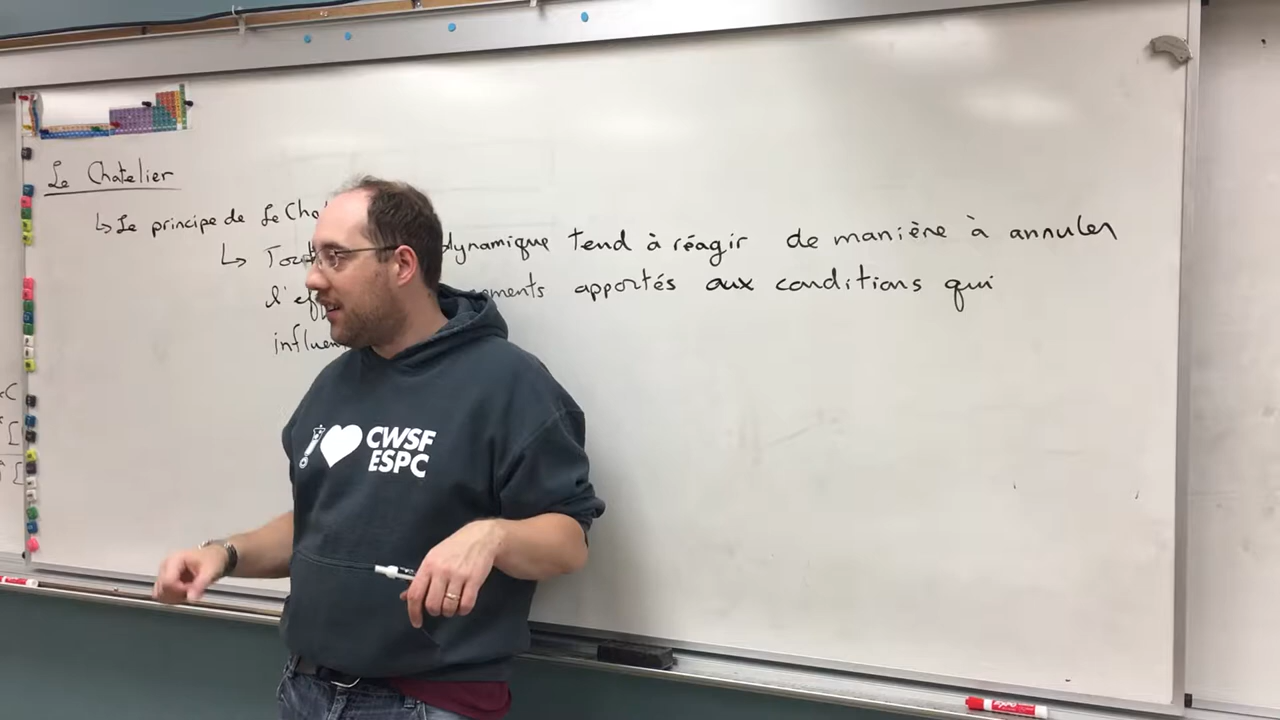 Le Chatelier
↳ Le principe de Le Cha
↳ Tout dynamique tend à réagir de manière à annuler
l'eff ements apportés aux conditions qui
influen
CWSF
ESPC